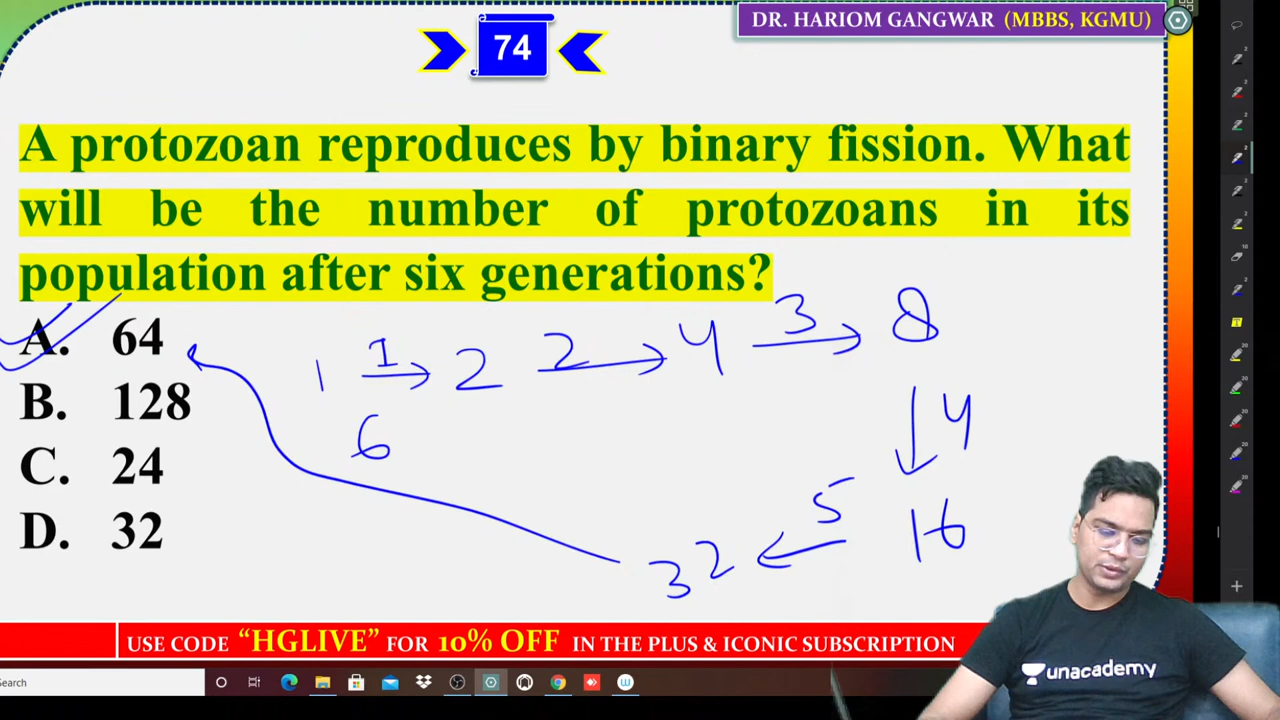 DR. HARIOM GANGWAR (MBBS, KGMU)
74
A protozoan reproduces by binary fission. What
will be the number of protozoans in its
population after six generations?
A. 64
B. 128
C. 24
D. 32
1 1 2 2 4 3 8
6
4
5
16
32
USE CODE “HGLIVE” FOR 10% OFF IN THE PLUS & ICONIC SUBSCRIPTION
unacademy
Search